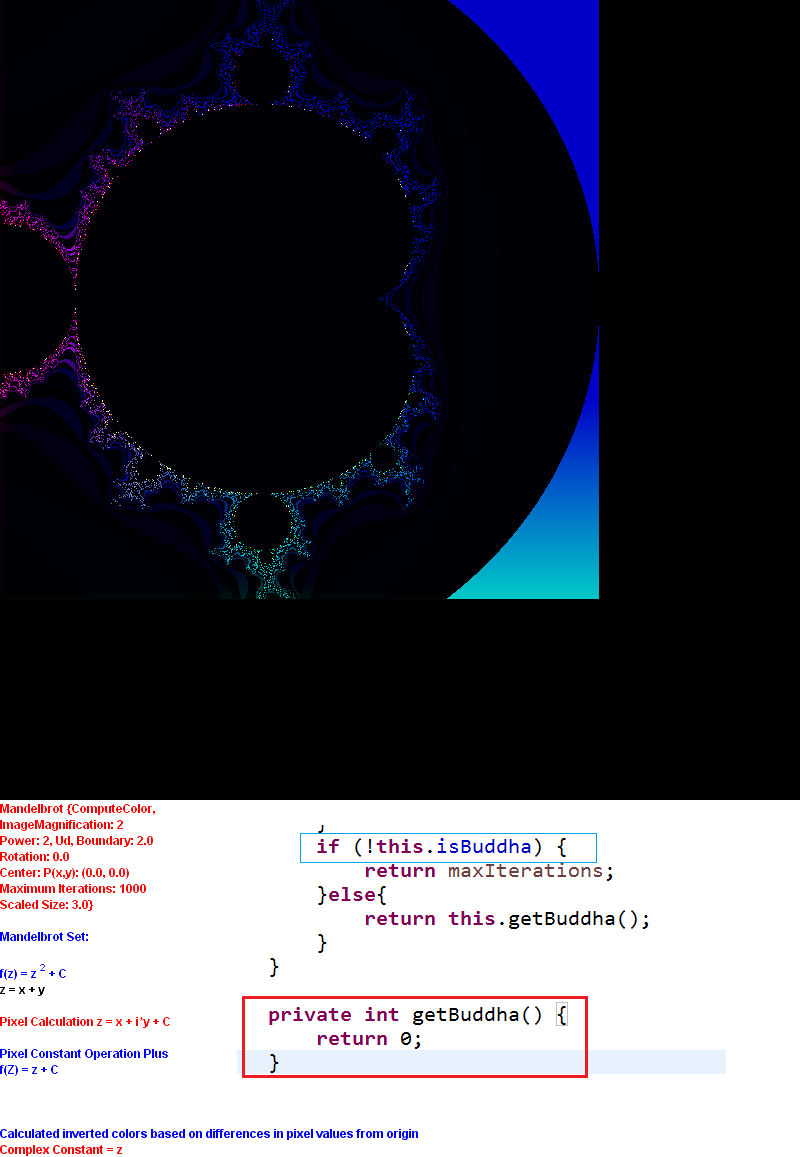 Mandelbrot {ComputeColor,
ImageMagnification: 2
Power: 2, Ud, Boundary: 2.0
Rotation: 0.0
Center: P(x,y): (0.0, 0.0)
Maximum Iterations: 1000
Scaled Size: 3.0}
Mandelbrot Set:
f(z) = z 2 + C
z = x + y
Pixel Calculation z = x + i*y + C
Pixel Constant Operation Plus
f(Z) = z + C
if (!this.isBuddha) {
return maxIterations;
}else{
return this.getBuddha();
}
}
private int getBuddha() {
return 0;
}
Calculated inverted colors based on differences in pixel values from origin
Complex Constant = z